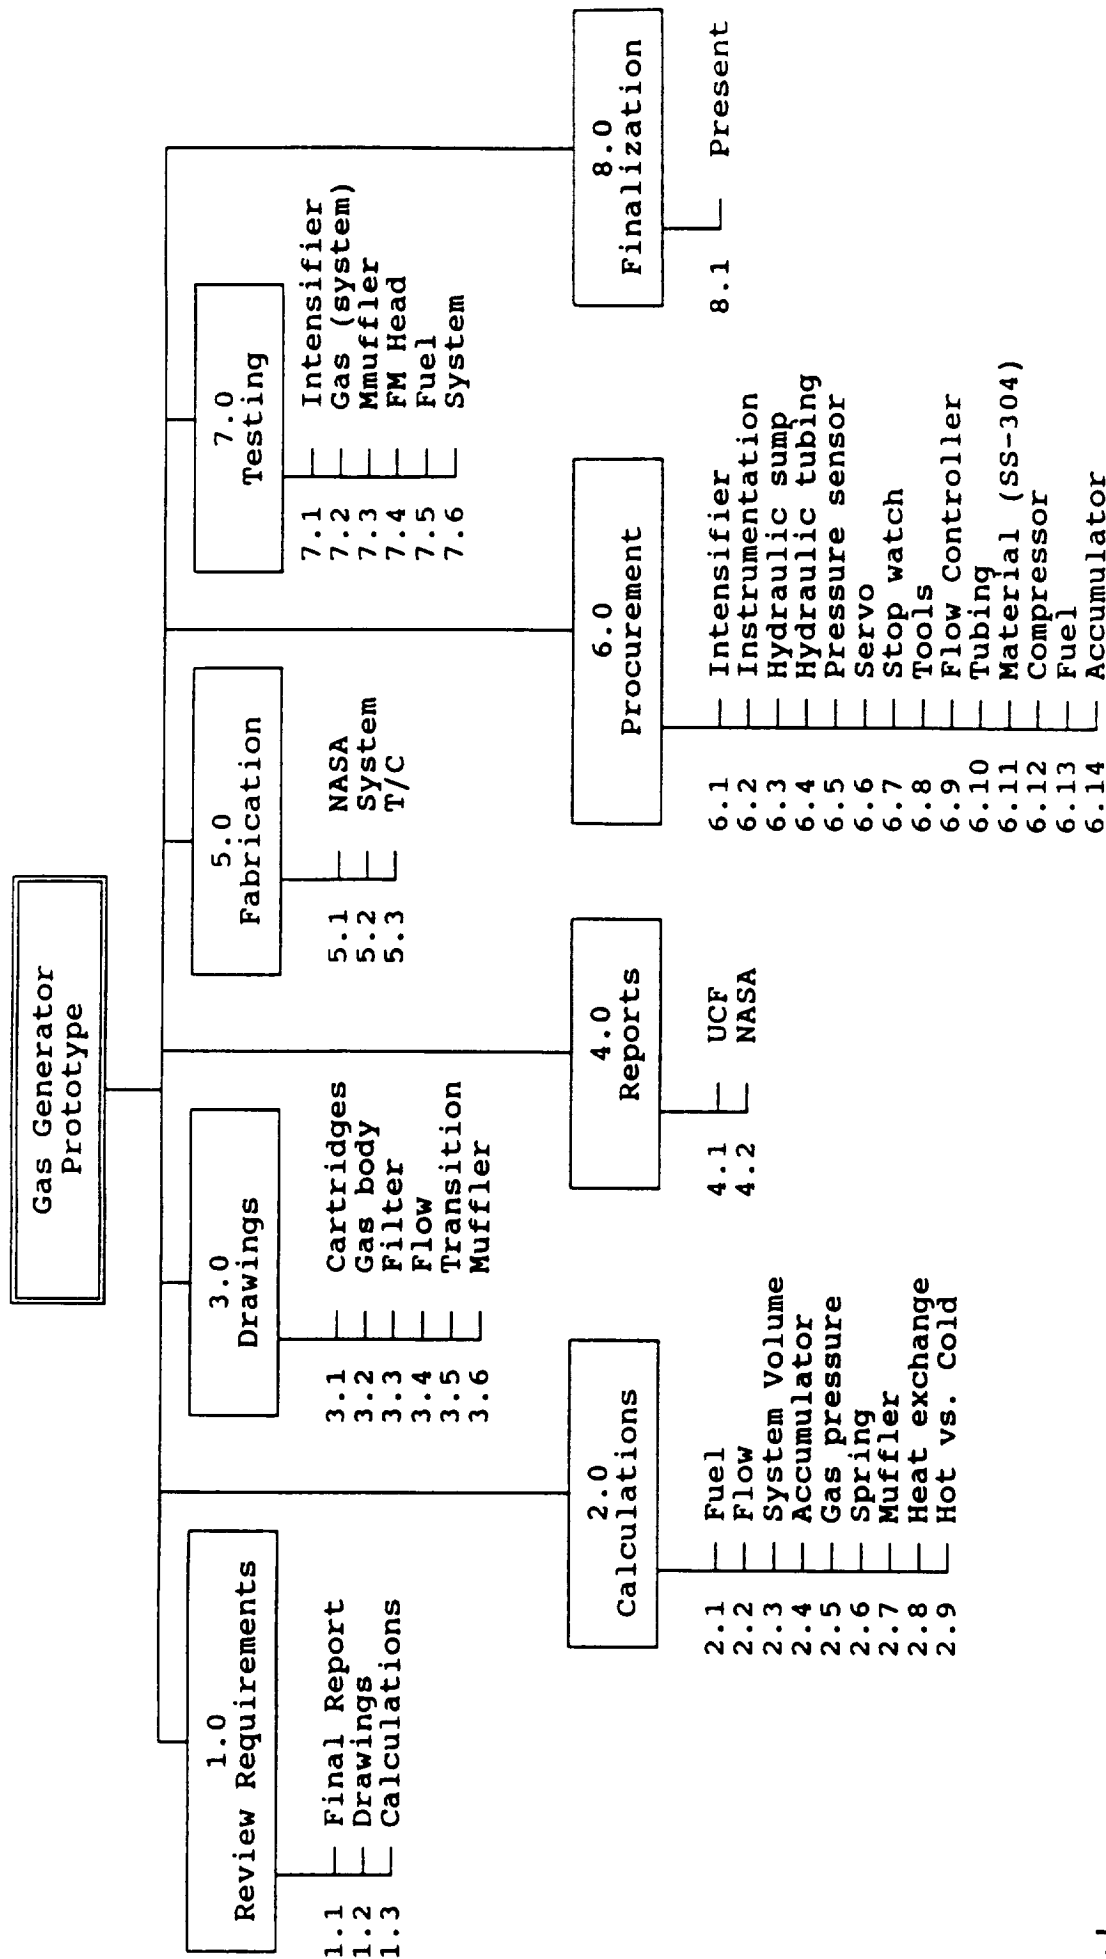 Gas Generator
Prototype
1.0
Review Requirements
1.1 Final Report
1.2 Drawings
1.3 Calculations
2.0
Calculations
2.1 Fuel
2.2 Flow
2.3 System Volume
2.4 Accumulator
2.5 Gas pressure
2.6 Spring
2.7 Muffler
2.8 Heat exchange
2.9 Hot vs. Cold
3.0
Drawings
3.1 Cartridges
3.2 Gas body
3.3 Filter
3.4 Flow
3.5 Transition
3.6 Muffler
4.0
Reports
4.1 UCF
4.2 NASA
5.0
Fabrication
5.1 NASA
5.2 System
5.3 T/C
6.0
Procurement
6.1 Intensifier
6.2 Instrumentation
6.3 Hydraulic sump
6.4 Hydraulic tubing
6.5 Pressure sensor
6.6 Servo
6.7 Stop watch
6.8 Tools
6.9 Flow Controller
6.10 Tubing
6.11 Material (SS-304)
6.12 Compressor
6.13 Fuel
6.14 Accumulator
7.0
Testing
7.1 Intensifier
7.2 Gas (system)
7.3 Mmuffler
7.4 FM Head
7.5 Fuel
7.6 System
8.0
Finalization
8.1 Present